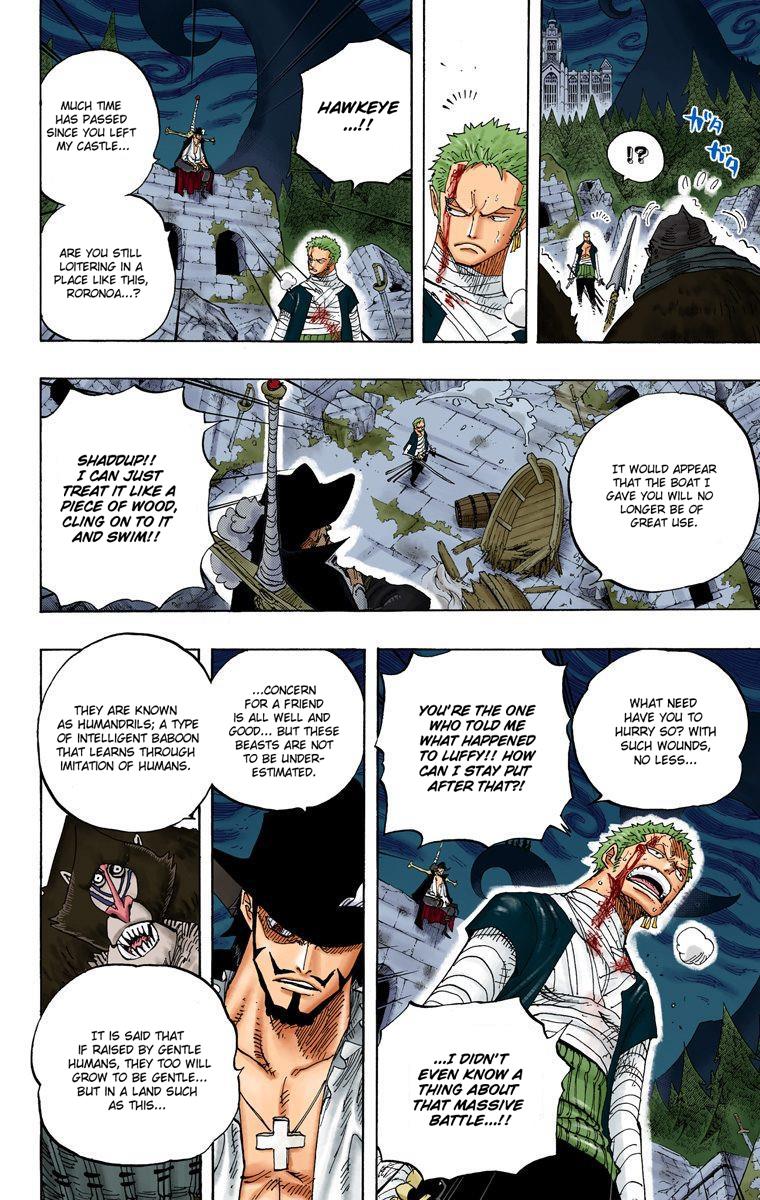 ガタ
ガタ
!?
HAWKEYE
...!!
MUCH TIME
HAS PASSED
SINCE YOU LEFT
MY CASTLE...
ARE YOU STILL
LOITERING IN A
PLACE LIKE THIS,
RORONOA...?
IT WOULD APPEAR
THAT THE BOAT I
GAVE YOU WILL NO
LONGER BE OF
GREAT USE.
SHADDUP!!
I CAN JUST
TREAT IT LIKE A
PIECE OF WOOD,
CLING ON TO IT
AND SWIM!!
WHAT NEED
HAVE YOU TO
HURRY SO? WITH
SUCH WOUNDS,
NO LESS...
YOU'RE THE ONE
WHO TOLD ME
WHAT HAPPENED
TO LUFFY!! HOW
CAN I STAY PUT
AFTER THAT?!
...I DIDN'T
EVEN KNOW A
THING ABOUT
THAT MASSIVE
BATTLE...!!
...CONCERN
FOR A FRIEND
IS ALL WELL AND
GOOD... BUT THESE
BEASTS ARE NOT
TO BE UNDER-
ESTIMATED.
THEY ARE KNOWN
AS HUMANDRILS; A TYPE
OF INTELLIGENT BABOON
THAT LEARNS THROUGH
IMITATION OF HUMANS.
IT IS SAID THAT
IF RAISED BY GENTLE
HUMANS, THEY TOO WILL
GROW TO BE GENTLE...
BUT IN A LAND SUCH
AS THIS...